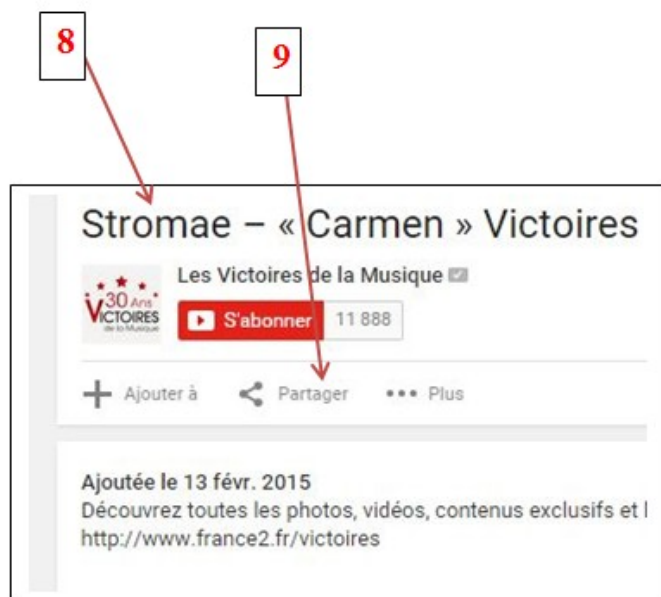 8
9
Stromae – « Carmen » Victoires
Les Victoires de la Musique
30 Ans
VICTOIRES
de la Musique
S'abonner 11 888
Ajouter à Partager Plus
Ajoutée le 13 févr. 2015
Découvrez toutes les photos, vidéos, contenus exclusifs et l
http://www.france2.fr/victoires